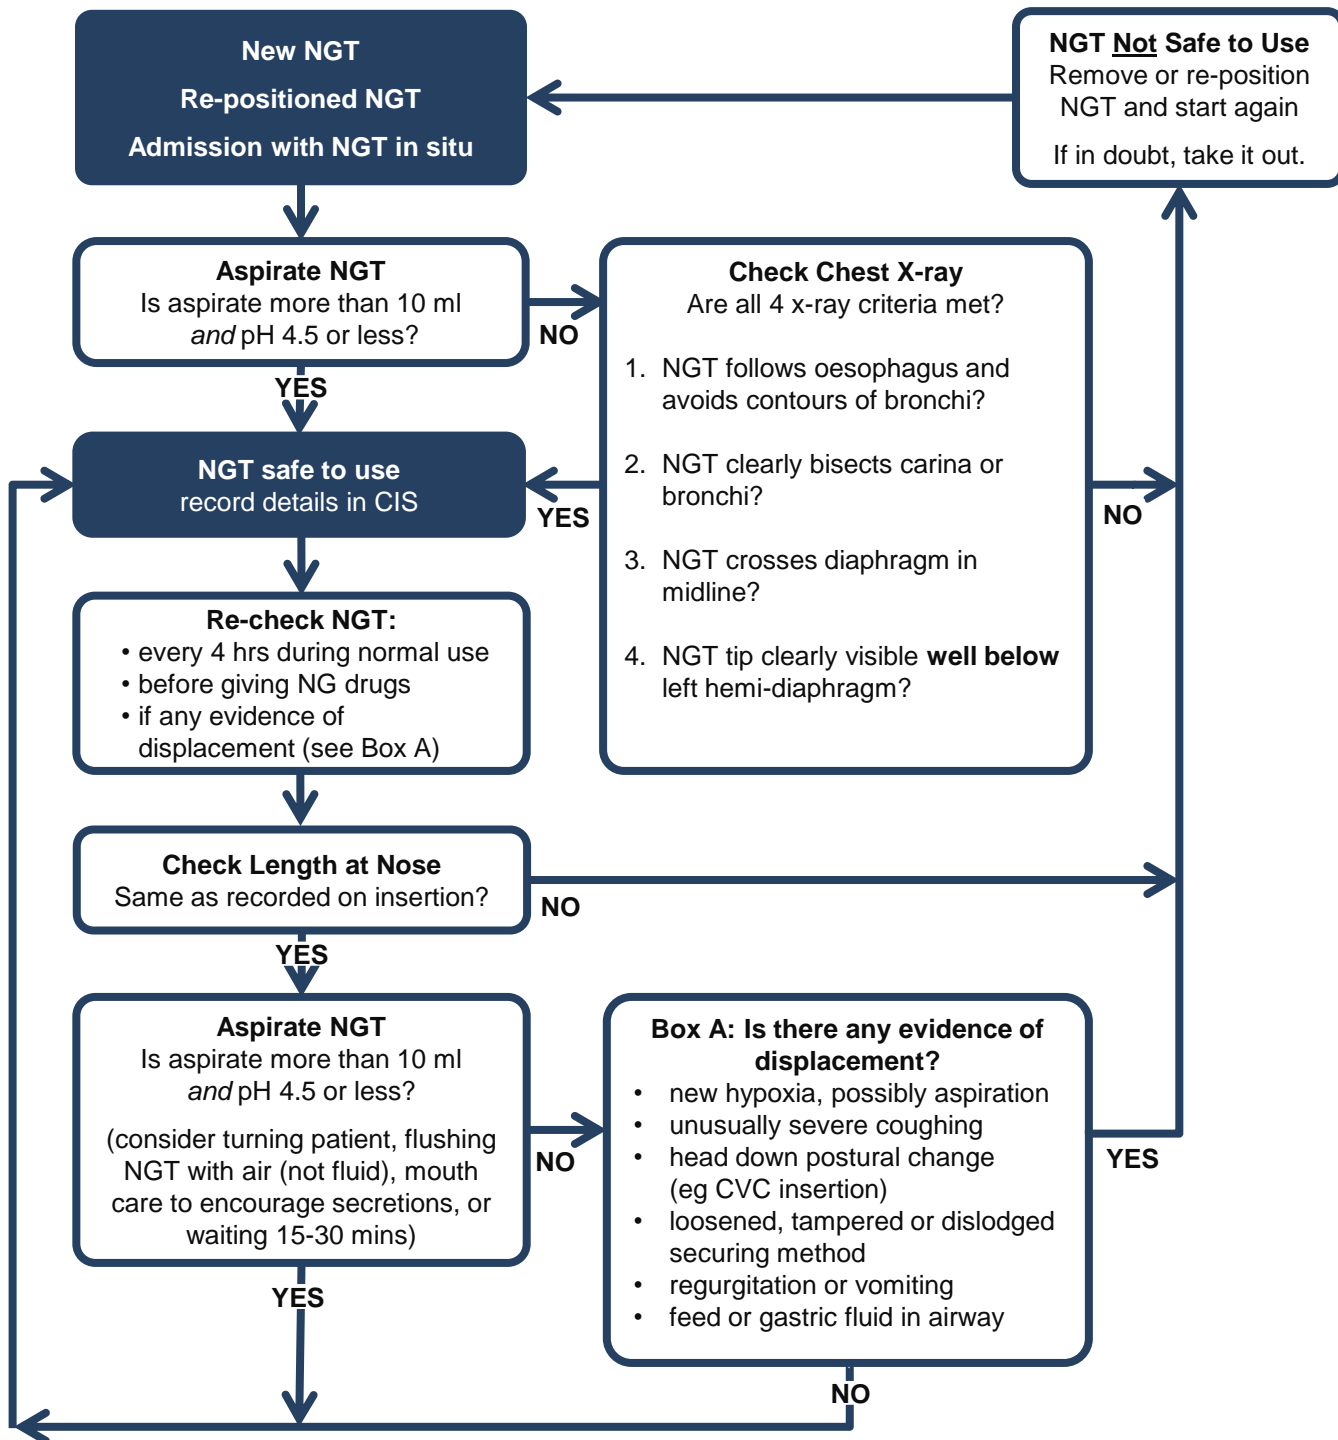 New NGT
Re-positioned NGT
Admission with NGT in situ
NGT Not Safe to Use
Remove or re-position
NGT and start again
If in doubt, take it out.
Aspirate NGT
Is aspirate more than 10 ml
and pH 4.5 or less?
NO
YES
Check Chest X-ray
Are all 4 x-ray criteria met?
1. NGT follows oesophagus and
avoids contours of bronchi?
2. NGT clearly bisects carina or
bronchi?
3. NGT crosses diaphragm in
midline?
4. NGT tip clearly visible well below
left hemi-diaphragm?
YES
NO
NGT safe to use
record details in CIS
Re-check NGT:
• every 4 hrs during normal use
• before giving NG drugs
• if any evidence of
displacement (see Box A)
Check Length at Nose
Same as recorded on insertion?
NO
YES
Aspirate NGT
Is aspirate more than 10 ml
and pH 4.5 or less?
(consider turning patient, flushing
NGT with air (not fluid), mouth
care to encourage secretions, or
waiting 15-30 mins)
NO
YES
Box A: Is there any evidence of
displacement?
• new hypoxia, possibly aspiration
• unusually severe coughing
• head down postural change
(eg CVC insertion)
• loosened, tampered or dislodged
securing method
• regurgitation or vomiting
• feed or gastric fluid in airway
YES
NO